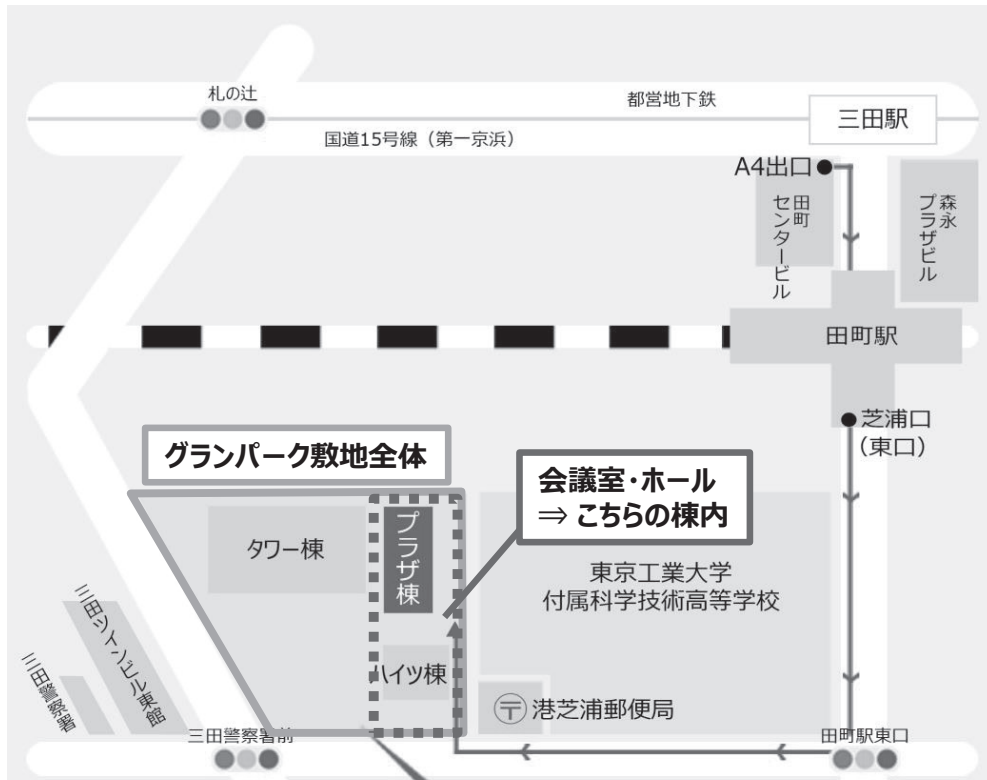 札の辻
都営地下鉄
三田駅
国道15号線（第一京浜）
A4出口
田町
センタービル
森永
プラザビル
田町駅
芝浦口
（東口）
グランパーク敷地全体
会議室・ホール
⇒ こちらの棟内
タワー棟
プラザ棟
東京工業大学
付属科学技術高等学校
ハイツ棟
三田ツインビル東館
三田警察署
〒港芝浦郵便局
三田警察署前
田町駅東口